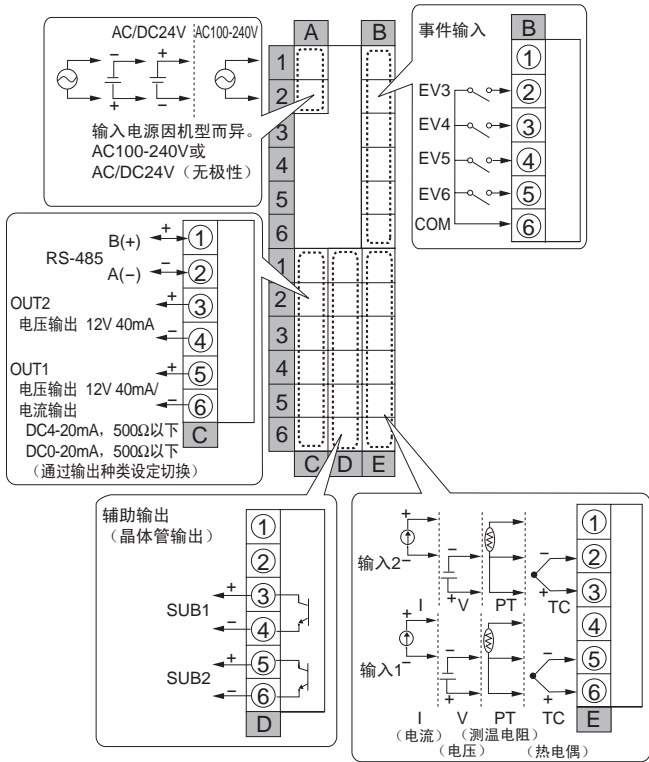 AC/DC24V AC100-240V
− + + −
输入电源因机型而异。
AC100-240V或
AC/DC24V（无极性）
A B
1
2
3
4
5
6
1
2
3
4
5
6
C D E
事件输入 B
①
EV3 ②
EV4 ③
EV5 ④
EV6 ⑤
COM ⑥
B(+) + ①
RS-485
A(−) − ②
OUT2 + ③
电压输出 12V 40mA − ④
OUT1 + ⑤
电压输出 12V 40mA/
电流输出 − ⑥
DC4-20mA，500Ω以下 C
DC0-20mA，500Ω以下
（通过输出种类设定切换）
辅助输出
（晶体管输出）
①
②
SUB1 + ③
− ④
SUB2 + ⑤
− ⑥
D
①
②
③
④
⑤
⑥
E
输入2 + − − + − +
I V PT TC
输入1 + − − + − +
I V PT TC
（电流） （测温电阻）
（电压） （热电偶）